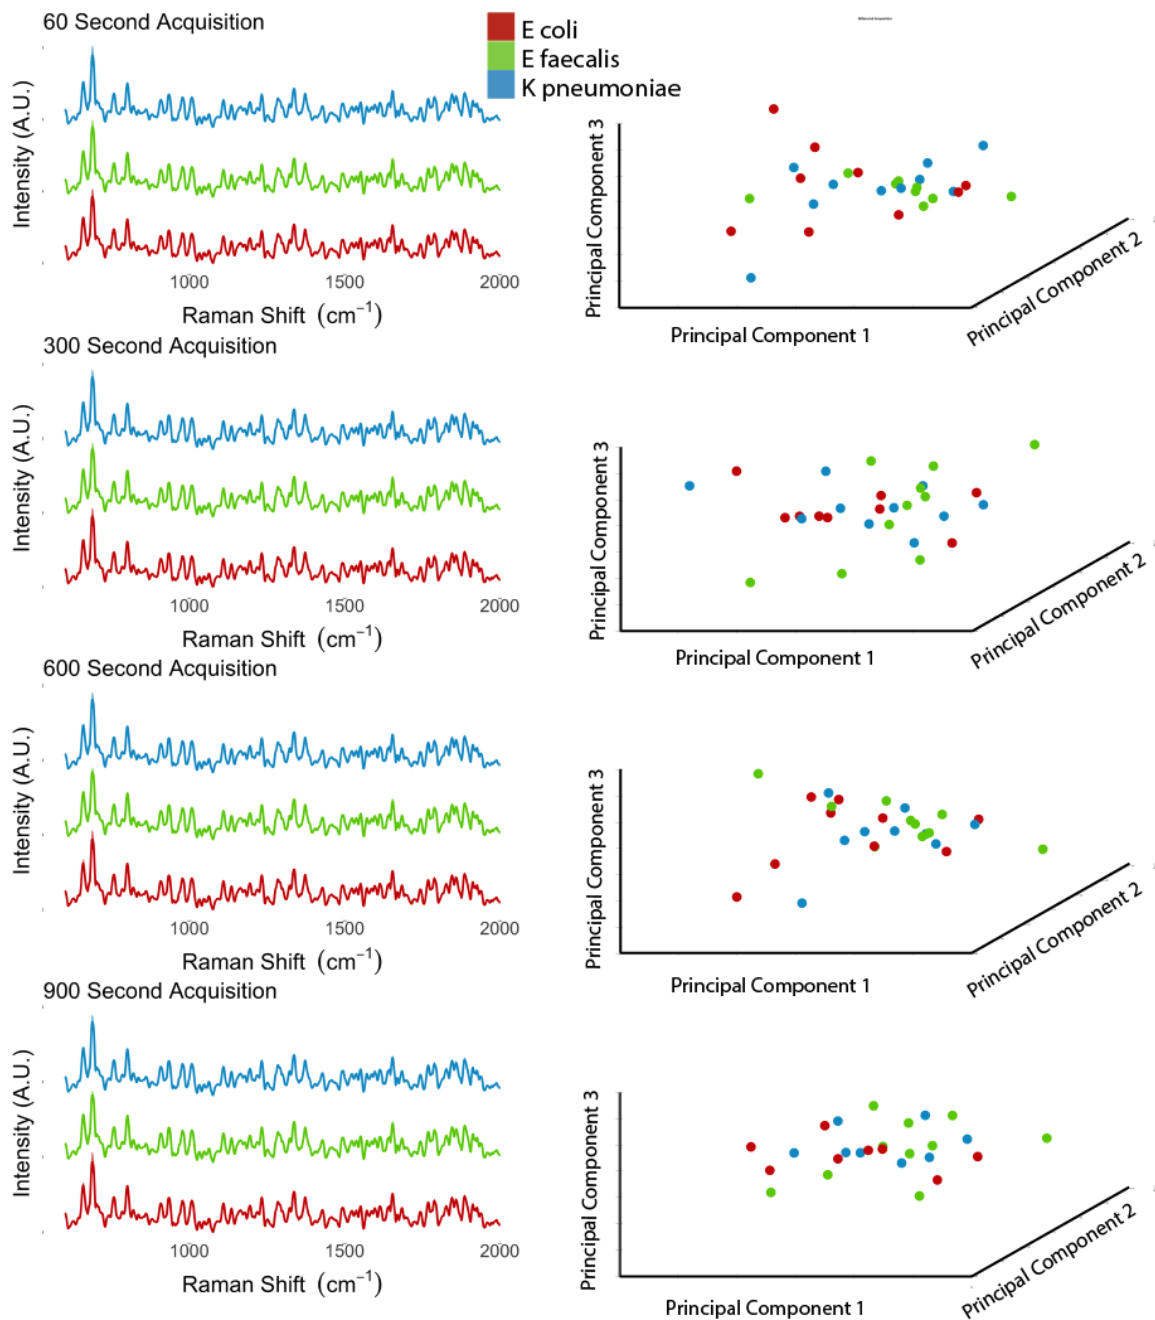 60 Second Acquisition
E coli
E faecalis
K pneumoniae
Intensity (A.U.)
1000 1500 2000
Raman Shift (cm⁻¹)
Principal Component 3
Principal Component 1
Principal Component 2
300 Second Acquisition
Intensity (A.U.)
1000 1500 2000
Raman Shift (cm⁻¹)
Principal Component 3
Principal Component 1
Principal Component 2
600 Second Acquisition
Intensity (A.U.)
1000 1500 2000
Raman Shift (cm⁻¹)
Principal Component 3
Principal Component 1
Principal Component 2
900 Second Acquisition
Intensity (A.U.)
1000 1500 2000
Raman Shift (cm⁻¹)
Principal Component 3
Principal Component 1
Principal Component 2